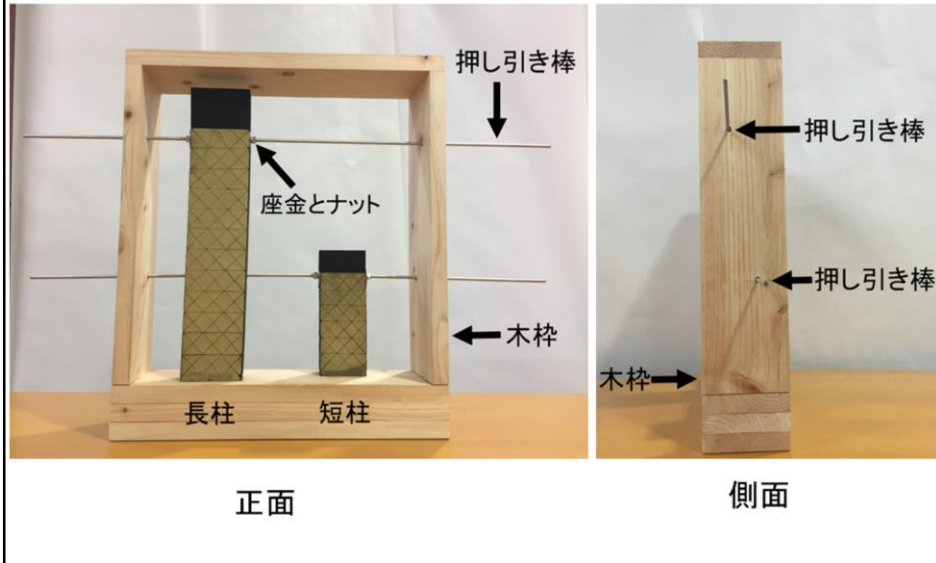 押し引き棒
座金とナット
木枠
長柱
短柱
正面
押し引き棒
押し引き棒
木枠
側面